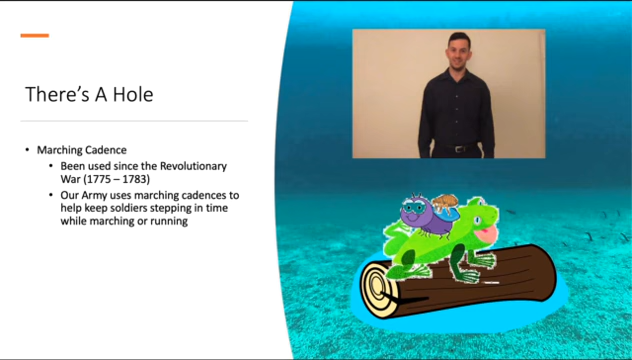 There's A Hole
• Marching Cadence
• Been used since the Revolutionary
War (1775 – 1783)
• Our Army uses marching cadences to
help keep soldiers stepping in time
while marching or running